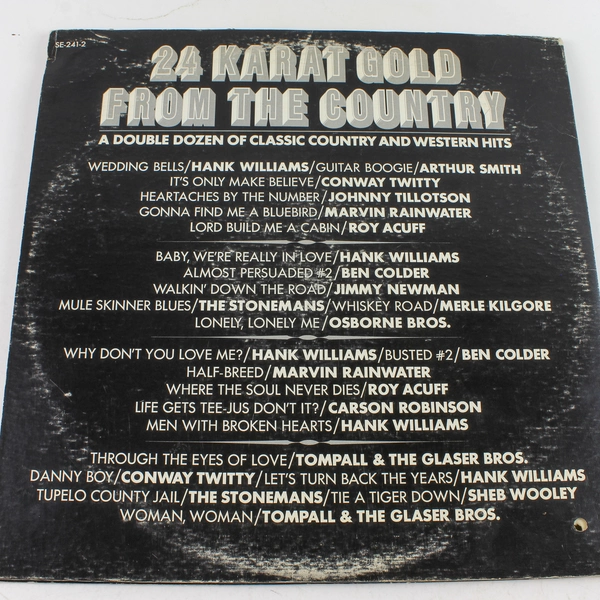 SE-241-2
24 KARAT GOLD
FROM THE COUNTRY
A DOUBLE DOZEN OF CLASSIC COUNTRY AND WESTERN HITS
WEDDING BELLS/HANK WILLIAMS/GUITAR BOOGIE/ARTHUR SMITH
IT'S ONLY MAKE BELIEVE/CONWAY TWITTY
HEARTACHES BY THE NUMBER/JOHNNY TILLOTSON
GONNA FIND ME A BLUEBIRD/MARVIN RAINWATER
LORD BUILD ME A CABIN/ROY ACUFF
BABY, WE'RE REALLY IN LOVE/HANK WILLIAMS
ALMOST PERSUADED #2/BEN COLDER
WALKIN' DOWN THE ROAD/JIMMY NEWMAN
MULE SKINNER BLUES/THE STONEMANS/WHISKEY ROAD/MERLE KILGORE
LONELY, LONELY ME/OSBORNE BROS.
WHY DON'T YOU LOVE ME?/HANK WILLIAMS/BUSTED #2/BEN COLDER
HALF-BREED/MARVIN RAINWATER
WHERE THE SOUL NEVER DIES/ROY ACUFF
LIFE GETS TEE-JUS DON'T IT?/CARSON ROBINSON
MEN WITH BROKEN HEARTS/HANK WILLIAMS
THROUGH THE EYES OF LOVE/TOMPALL & THE GLASER BROS.
DANNY BOY/CONWAY TWITTY/LET'S TURN BACK THE YEARS/HANK WILLIAMS
TUPELO COUNTY JAIL/THE STONEMANS/TIE A TIGER DOWN/SHEB WOOLEY
WOMAN, WOMAN/TOMPALL & THE GLASER BROS.